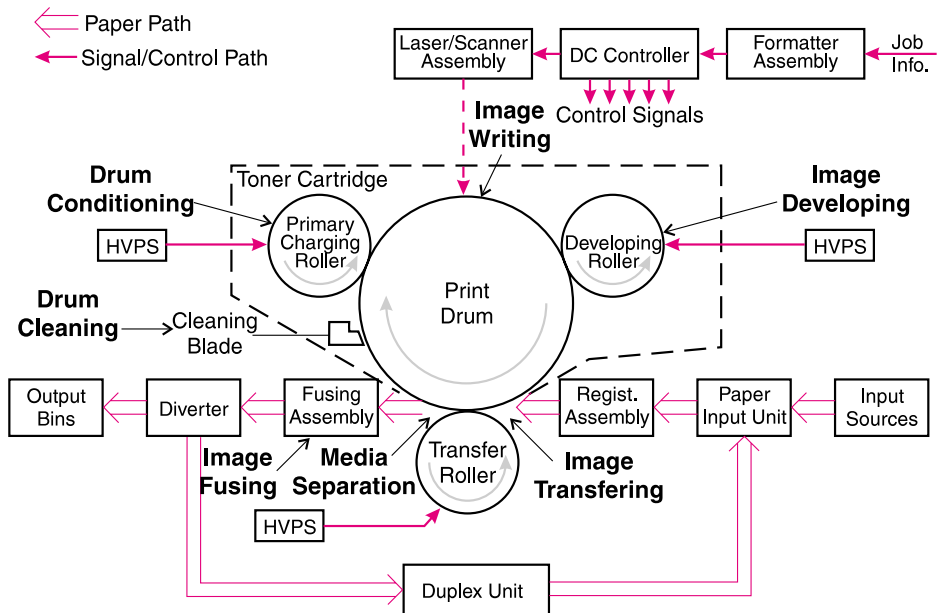 Paper Path
Signal/Control Path
Laser/Scanner
Assembly
DC Controller
Formatter
Assembly
Job
Info.
Control Signals
Image
Writing
Toner Cartridge
Drum
Conditioning
Primary
Charging
Roller
HVPS
Image
Developing
Developing
Roller
HVPS
Print
Drum
Drum
Cleaning
Cleaning
Blade
Output
Bins
Diverter
Fusing
Assembly
Regist.
Assembly
Paper
Input Unit
Input
Sources
Image
Fusing
Media
Separation
Transfer
Roller
Image
Transfering
HVPS
Duplex Unit